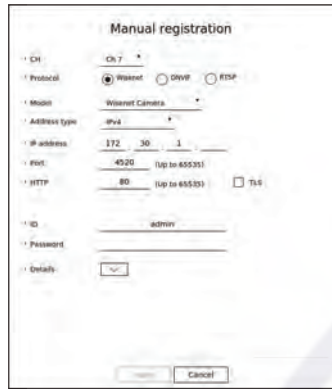 Manual registration
CH Ch 7
Protocol Wisenet ONVIF RTSP
Model Wisenet Camera
Address type IPv4
IP address 172 . 30 . 1 .
Port 4520 (Up to 65535)
HTTP 80 (Up to 65535) TLS
ID admin
Password
Details
Cancel